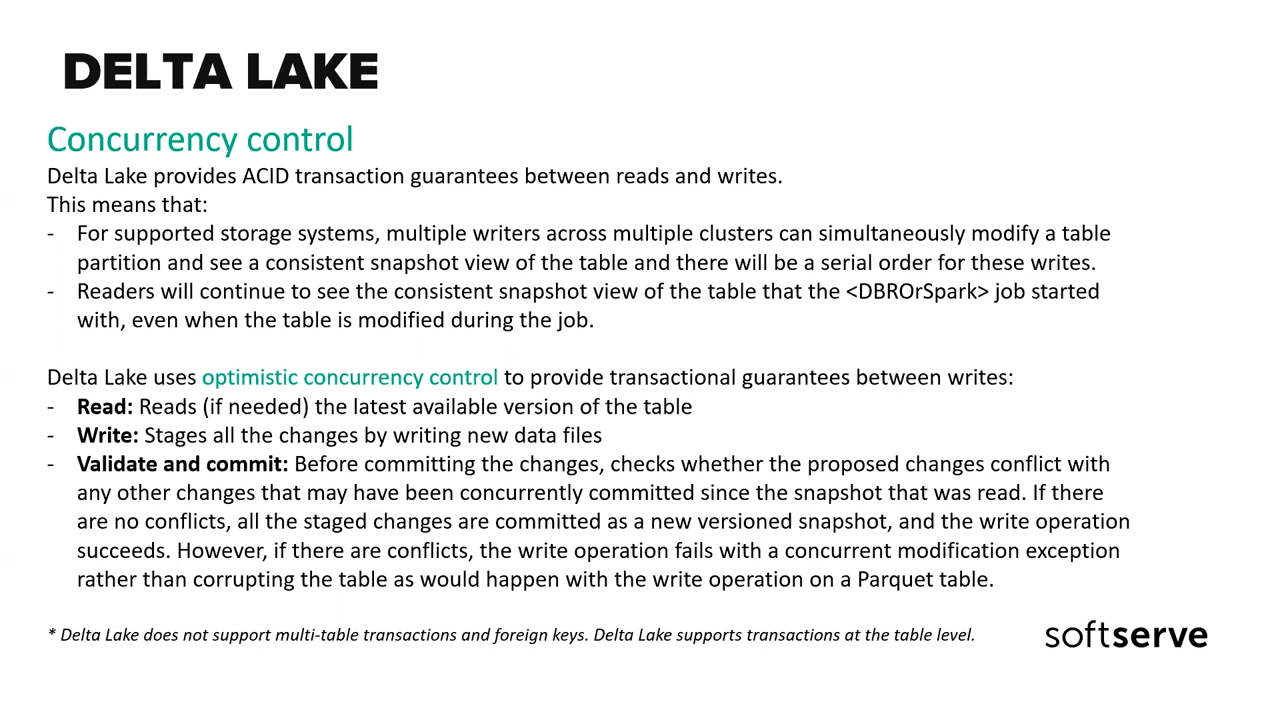 DELTA LAKE
Concurrency control
Delta Lake provides ACID transaction guarantees between reads and writes.
This means that:
- For supported storage systems, multiple writers across multiple clusters can simultaneously modify a table
partition and see a consistent snapshot view of the table and there will be a serial order for these writes.
- Readers will continue to see the consistent snapshot view of the table that the <DBROrSpark> job started
with, even when the table is modified during the job.
Delta Lake uses optimistic concurrency control to provide transactional guarantees between writes:
- Read: Reads (if needed) the latest available version of the table
- Write: Stages all the changes by writing new data files
- Validate and commit: Before committing the changes, checks whether the proposed changes conflict with
any other changes that may have been concurrently committed since the snapshot that was read. If there
are no conflicts, all the staged changes are committed as a new versioned snapshot, and the write operation
succeeds. However, if there are conflicts, the write operation fails with a concurrent modification exception
rather than corrupting the table as would happen with the write operation on a Parquet table.
* Delta Lake does not support multi-table transactions and foreign keys. Delta Lake supports transactions at the table level.
softserve